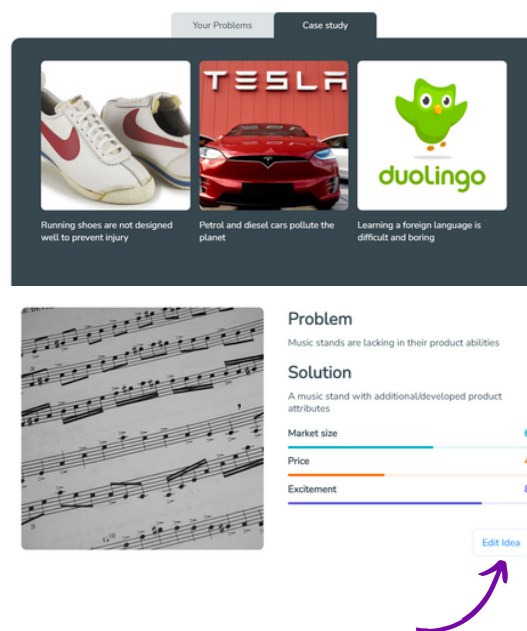 Your Problems
Case study
TESLA
duolingo
Running shoes are not designed
well to prevent injury
Petrol and diesel cars pollute the
planet
Learning a foreign language is
difficult and boring
Problem
Music stands are lacking in their product abilities
Solution
A music stand with additional/developed product
attributes
Market size
Price
Excitement
Edit Idea